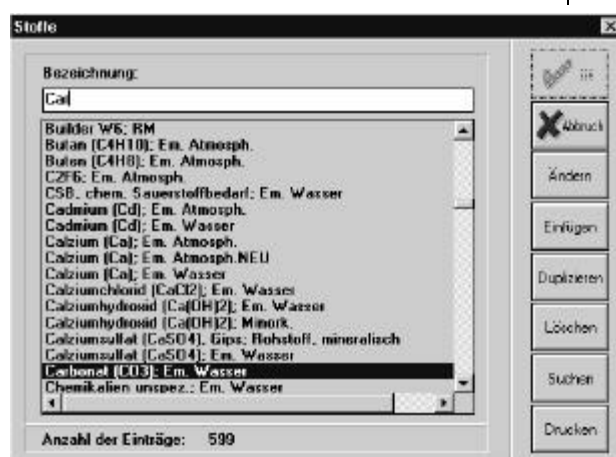 Stoffe
Bezeichnung:
Car
Builder W6; RM
Butan (C4H10); Em. Atmosph.
Buten (C4H8); Em. Atmosph.
C2F6; Em. Atmosph.
CSB, chem. Sauerstoffbedarf; Em. Wasser
Cadmium (Cd); Em. Atmosph.
Cadmium (Cd); Em. Wasser
Calzium (Ca); Em. Atmosph.
Calzium (Ca); Em. Atmosph.NEU
Calzium (Ca); Em. Wasser
Calziumchlorid (CaCl2); Em. Wasser
Calziumhydroxid (Ca(OH)2); Em. Wasser
Calziumhydroxid (Ca(OH)2); Minork.
Calziumsulfat (CaSO4), Gips; Rohstoff, mineralisch
Calziumsulfat (CaSO4); Em. Wasser
Carbonat (CO3); Em. Wasser
Chemikalien unspez.; Em. Wasser
Anzahl der Einträge: 599
Abbruch
Ändern
Einfügen
Duplizieren
Löschen
Suchen
Drucken